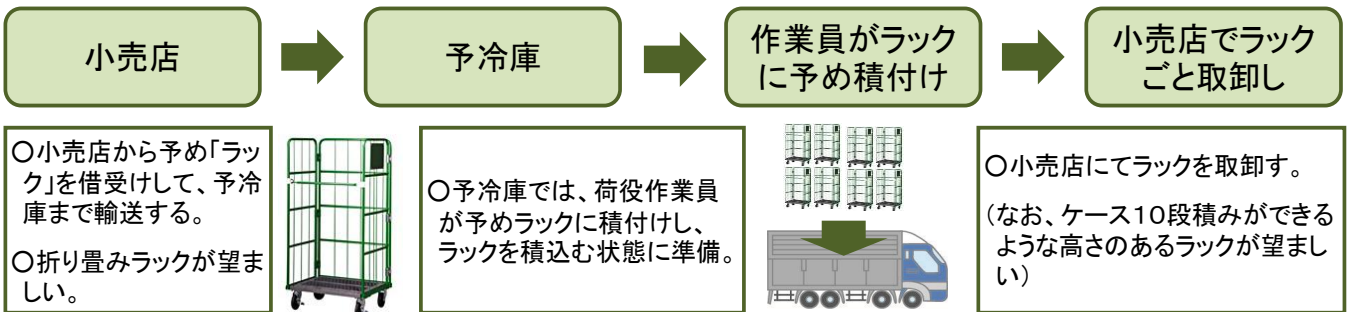 小売店
予冷庫
作業員がラック
に予め積付け
小売店でラック
ごと取卸し
〇小売店から予め「ラッ
ク」を借受けして、予冷
庫まで輸送する。
〇折り畳みラックが望ま
しい。
〇予冷庫では、荷役作業員
が予めラックに積付けし、
ラックを積込む状態に準備。
〇小売店にてラックを取卸す。
(なお、ケース10段積みができる
ような高さのあるラックが望まし
い)